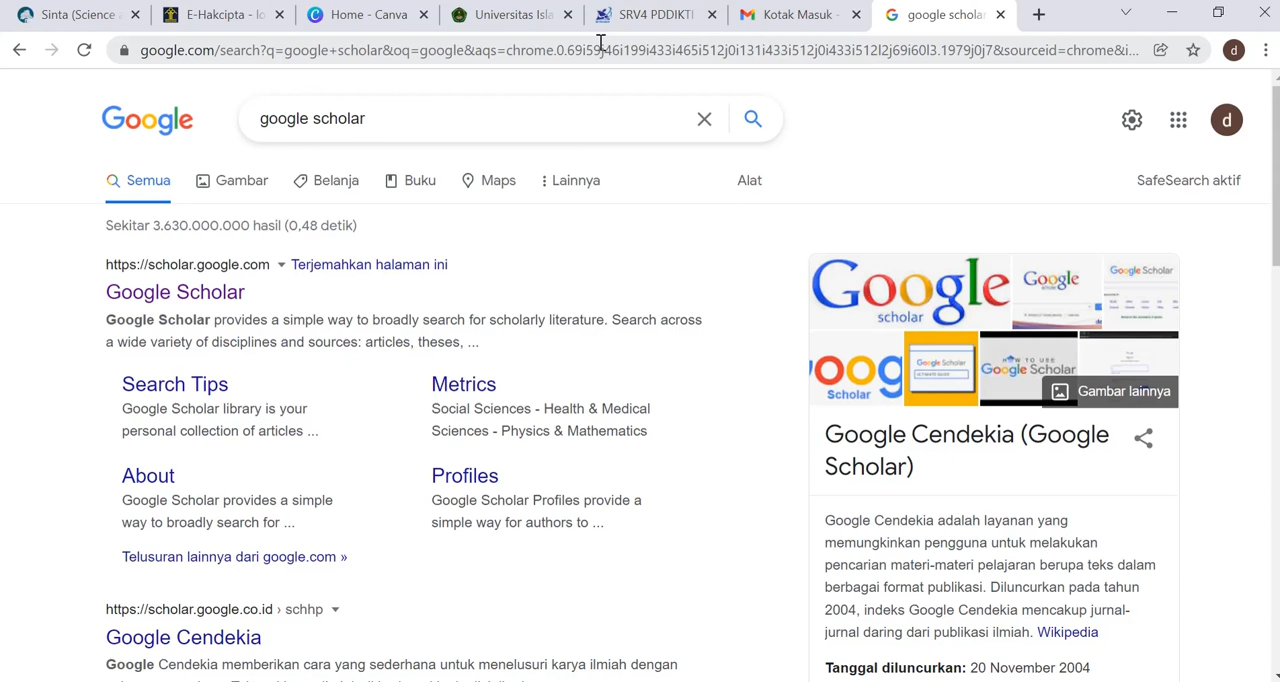 Sinta (Science a
E-Hakcipta - lo
Home - Canva
Universitas Isla
SRV4 PDDIKTI
Kotak Masuk -
google scholar
google.com/search?q=google+scholar&oq=google&aqs=chrome.0.69i59j46i199i433i465i512j0i131i433i512j0i433i512l2j69i60l3.1979j0j7&sourceid=chrome&i...
d
Google
google scholar
d
Semua
Gambar
Belanja
Buku
Maps
Lainnya
Alat
SafeSearch aktif
Sekitar 3.630.000.000 hasil (0,48 detik)
https://scholar.google.com Terjemahkan halaman ini
Google Scholar
Google Scholar provides a simple way to broadly search for scholarly literature. Search across
a wide variety of disciplines and sources: articles, theses, ...
Search Tips
Google Scholar library is your
personal collection of articles ...
Metrics
Social Sciences - Health & Medical
Sciences - Physics & Mathematics
About
Google Scholar provides a simple
way to broadly search for ...
Profiles
Google Scholar Profiles provide a
simple way for authors to ...
Telusuran lainnya dari google.com »
https://scholar.google.co.id › schhp
Google Cendekia
Google Cendekia memberikan cara yang sederhana untuk menelusuri karya ilmiah dengan
Google
scholar
Google
Google Scholar
Scholar
Google Scholar
HOW TO USE
Google Scholar
Gambar lainnya
Google Cendekia (Google
Scholar)
Google Cendekia adalah layanan yang
memungkinkan pengguna untuk melakukan
pencarian materi-materi pelajaran berupa teks dalam
berbagai format publikasi. Diluncurkan pada tahun
2004, indeks Google Cendekia mencakup jurnal-
jurnal daring dari publikasi ilmiah. Wikipedia
Tanggal diluncurkan: 20 November 2004